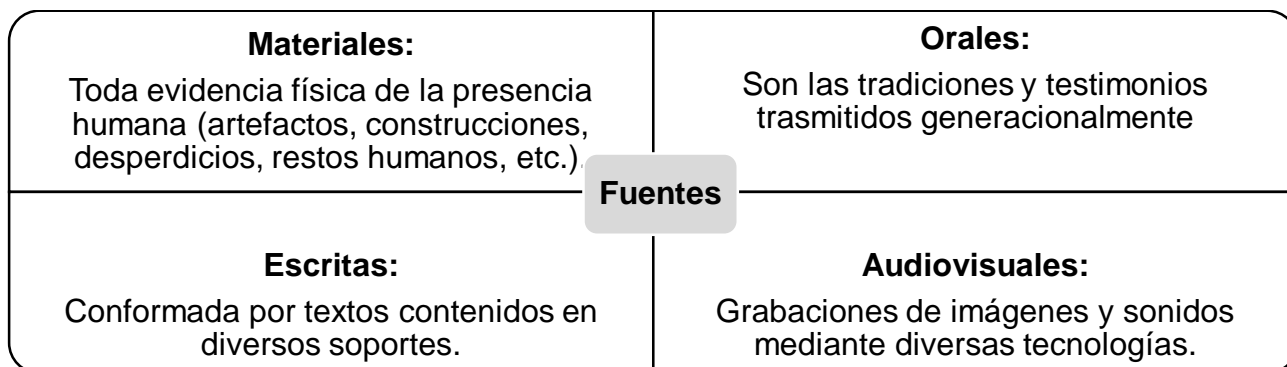 Materiales:
Toda evidencia física de la presencia
humana (artefactos, construcciones,
desperdicios, restos humanos, etc.).
Orales:
Son las tradiciones y testimonios
trasmitidos generacionalmente
Fuentes
Escritas:
Conformada por textos contenidos en
diversos soportes.
Audiovisuales:
Grabaciones de imágenes y sonidos
mediante diversas tecnologías.